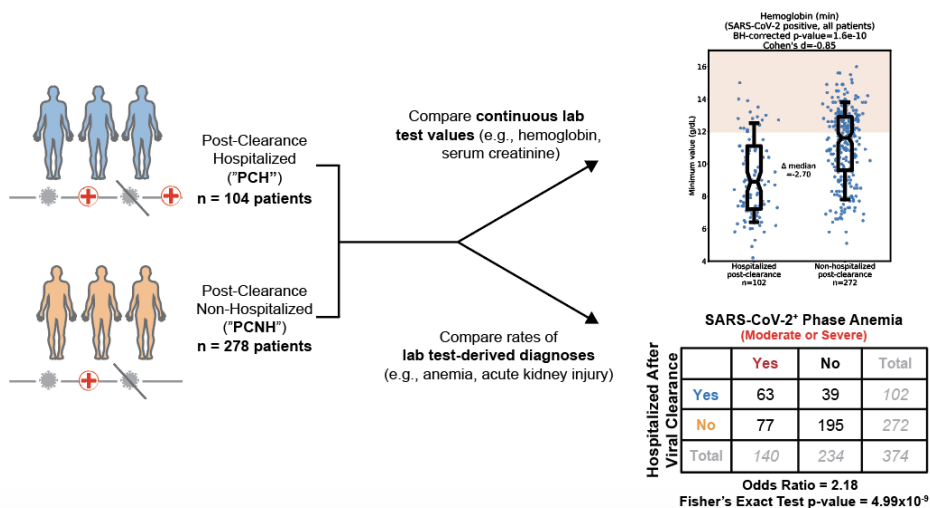 Post-Clearance
Hospitalized
("PCH")
n = 104 patients
Post-Clearance
Non-Hospitalized
("PCNH")
n = 278 patients
Compare continuous lab
test values (e.g., hemoglobin,
serum creatinine)
Compare rates of
lab test-derived diagnoses
(e.g., anemia, acute kidney injury)
Hemoglobin (min)
(SARS-CoV-2 positive, all patients)
BH-corrected p-value=1.6e-10
Cohen's d=-0.85
Minimum value (g/dL)
16
14
12
10
8
6
4
Δ median
=-2.70
Hospitalized
post-clearance
n=102
Non-hospitalized
post-clearance
n=272
SARS-CoV-2⁺ Phase Anemia
(Moderate or Severe)
Hospitalized After
Viral Clearance
Yes No Total
Yes 63 39 102
No 77 195 272
Total 140 234 374
Odds Ratio = 2.18
Fisher's Exact Test p-value = 4.99x10⁻⁹